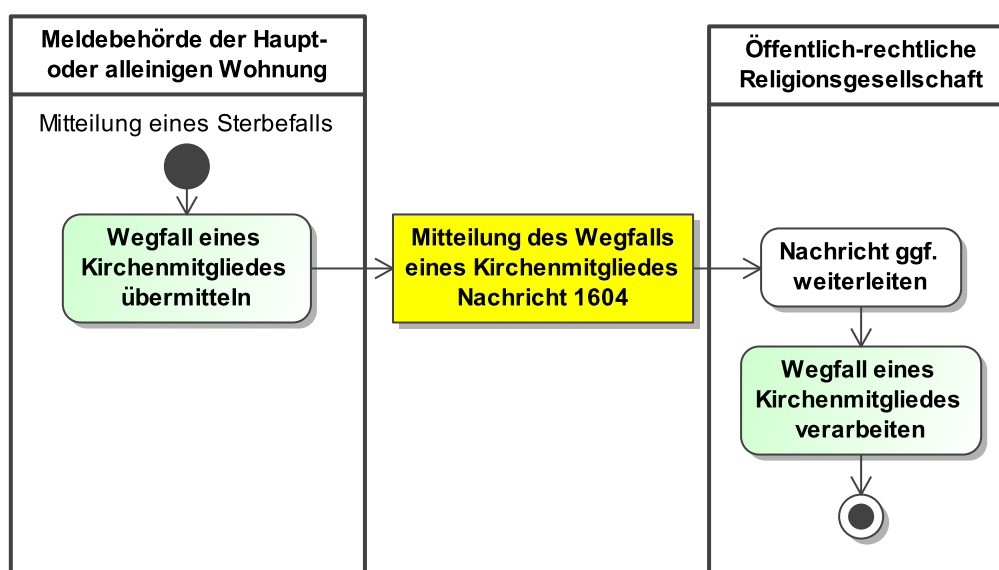 Meldebehörde der Haupt-
oder alleinigen Wohnung
Mitteilung eines Sterbefalls
Wegfall eines
Kirchenmitgliedes
übermitteln
Mitteilung des Wegfalls
eines Kirchenmitgliedes
Nachricht 1604
Öffentlich-rechtliche
Religionsgesellschaft
Nachricht ggf.
weiterleiten
Wegfall eines
Kirchenmitgliedes
verarbeiten